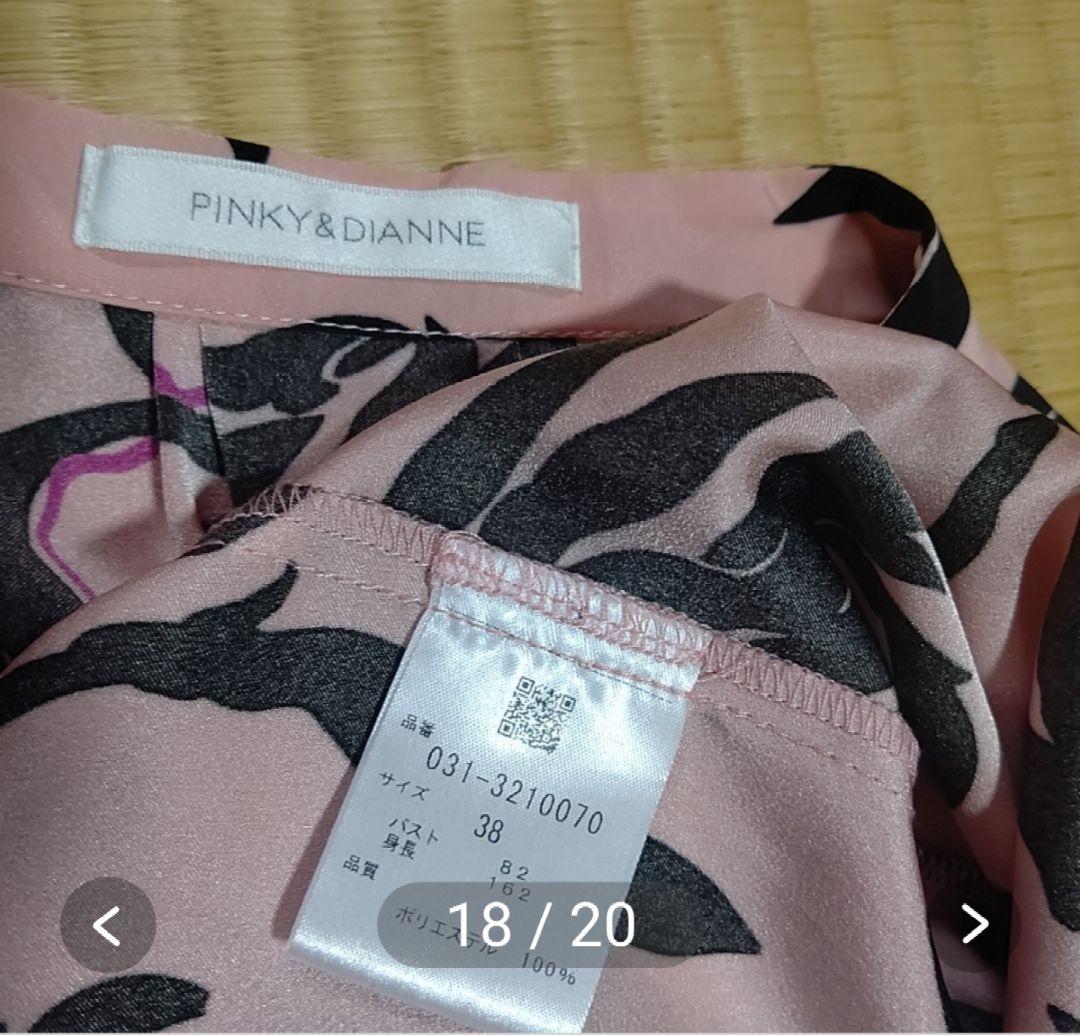 PINKY&DIANNE
品番
031-3210070
サイズ
38
バスト
82
身長
162
品質
ポリエステル 100%
18 / 20